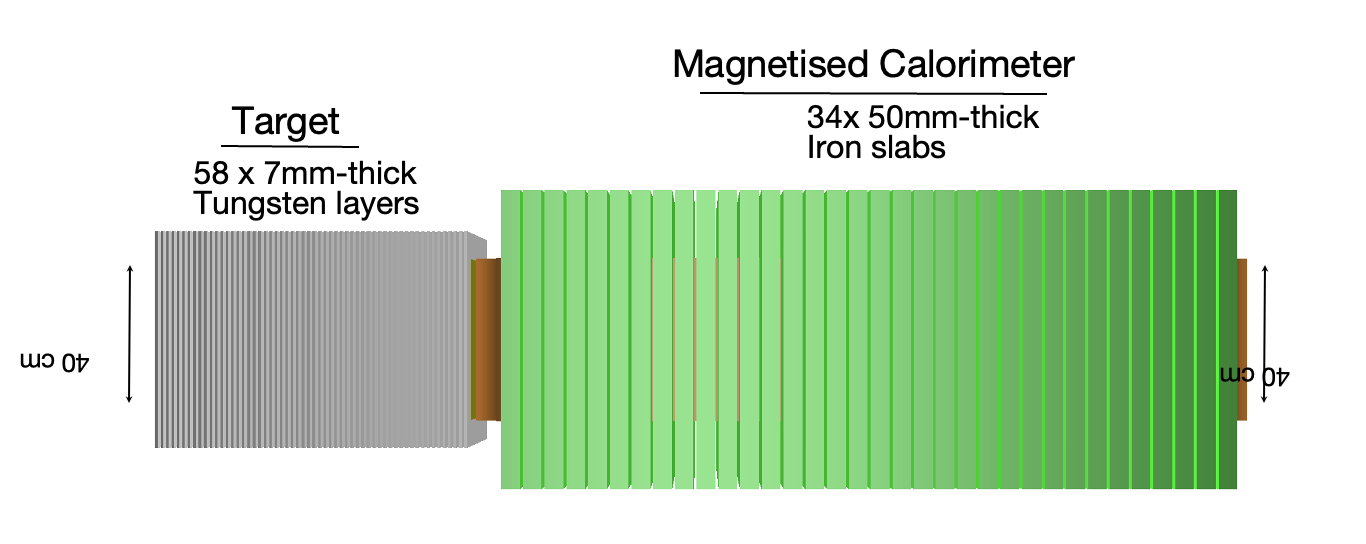 Magnetised Calorimeter
34x 50mm-thick
Iron slabs
Target
58 x 7mm-thick
Tungsten layers
40 cm
40 cm